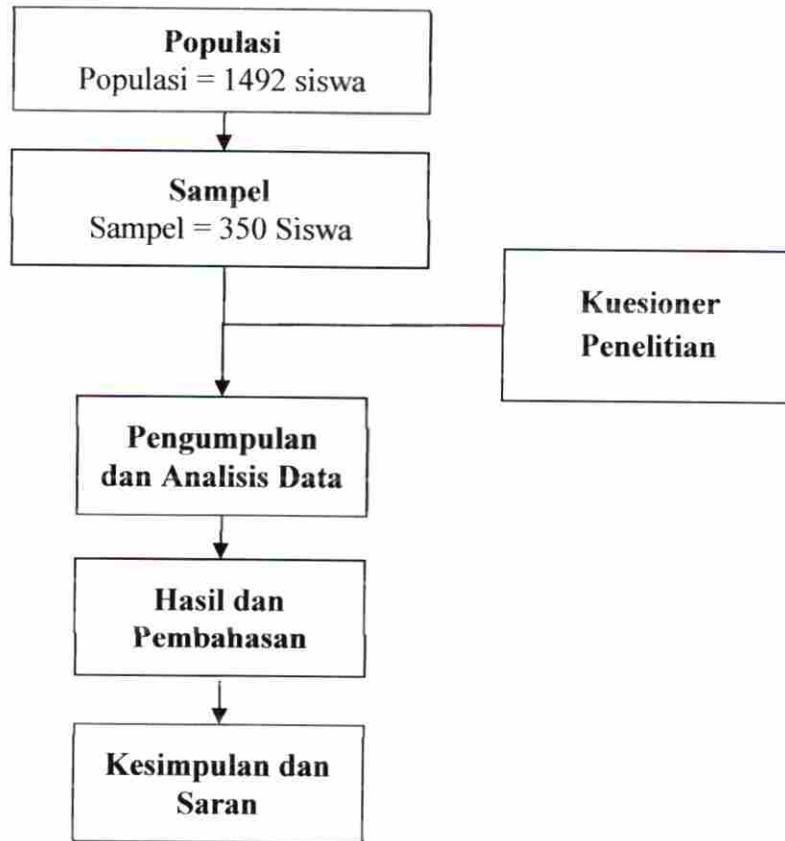 Populasi
Populasi = 1492 siswa
Sampel
Sampel = 350 Siswa
Kuesioner
Penelitian
Pengumpulan
dan Analisis Data
Hasil dan
Pembahasan
Kesimpulan dan
Saran